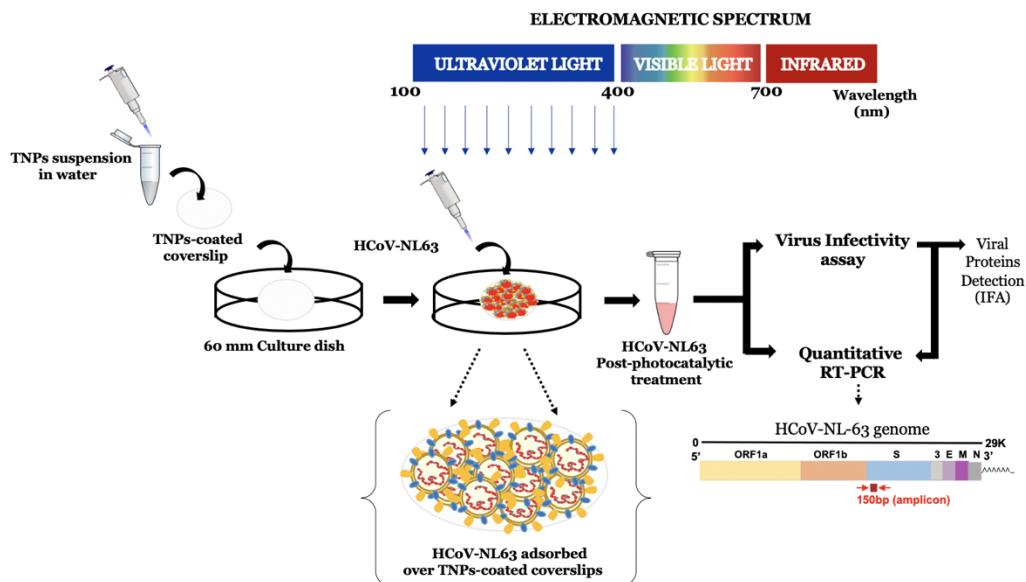 ELECTROMAGNETIC SPECTRUM
ULTRAVIOLET LIGHT
VISIBLE LIGHT
INFRARED
100
400
700
Wavelength
(nm)
TNPs suspension
in water
TNPs-coated
coverslip
HCoV-NL63
60 mm Culture dish
HCoV-NL63
Post-photocatalytic
treatment
Virus Infectivity
assay
Viral
Proteins
Detection
(IFA)
Quantitative
RT-PCR
HCoV-NL-63 genome
0
29K
5’
ORF1a
ORF1b
S
3
E
M
N
3’
150bp (amplicon)
HCoV-NL63 adsorbed
over TNPs-coated coverslips